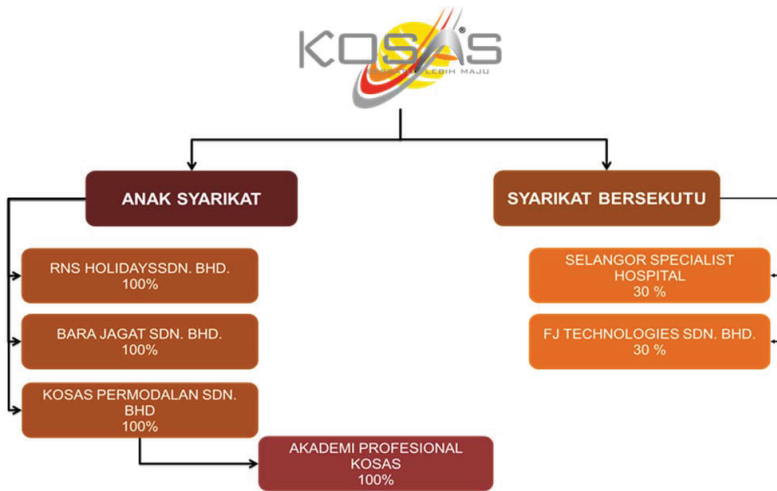 KOSAS
LEBIH MAJU
ANAK SYARIKAT
SYARIKAT BERSEKUTU
RNS HOLIDAYSSDN. BHD.
100%
BARA JAGAT SDN. BHD.
100%
KOSAS PERMODALAN SDN.
BHD
100%
AKADEMI PROFESIONAL
KOSAS
100%
SELANGOR SPECIALIST
HOSPITAL
30 %
FJ TECHNOLOGIES SDN. BHD.
30 %